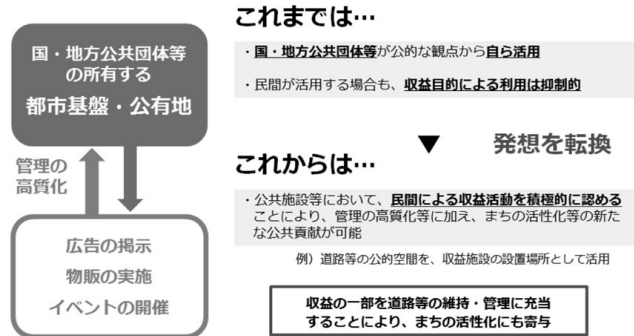 国・地方公共団体等
の所有する
都市基盤・公有地
管理の
高質化
広告の掲示
物販の実施
イベントの開催
これまでは…
・国・地方公共団体等が公的な観点から自ら活用
・民間が活用する場合も、収益目的による利用は抑制的
▼ 発想を転換
これからは…
・公共施設等において、民間による収益活動を積極的に認める
ことにより、管理の高質化等に加え、まちの活性化等の新た
な公共貢献が可能
例）道路等の公的空間を、収益施設の設置場所として活用
収益の一部を道路等の維持・管理に充当
することにより、まちの活性化にも寄与